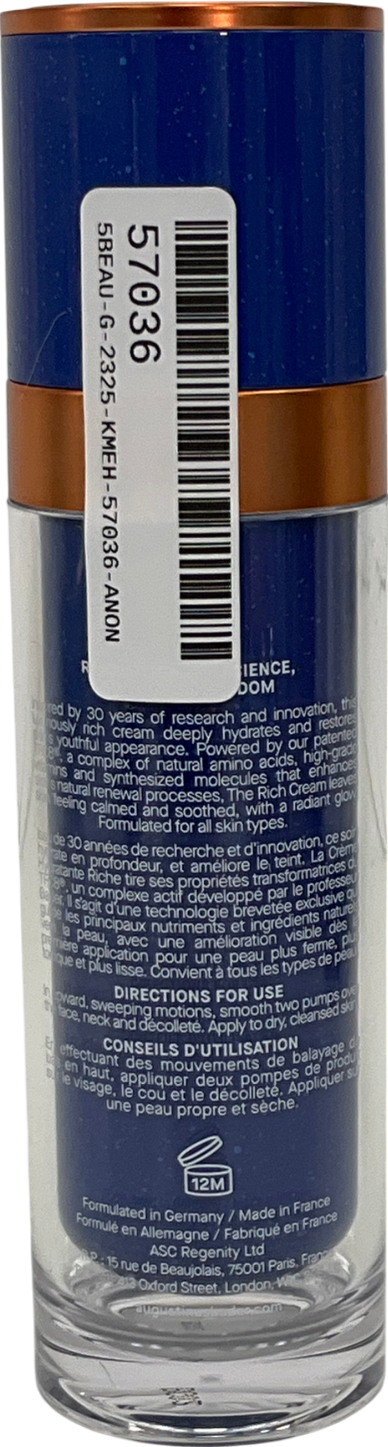 57036
5BEAU-G-2325-KMEH-57036-ANON
by 30 years of research and innovation, this
rich cream deeply hydrates and restores
youthful appearance. Powered by our patented
a complex of natural amino acids, high-grade
and synthesized molecules that enhances
natural renewal processes, The Rich Cream leaves
feeling calmed and soothed, with a radiant glow.
Formulated for all skin types.
de 30 années de recherche et d'innovation, ce soin
en profondeur, et améliore le teint. La Crème
Riche tire ses propriétés transformatrices du
un complexe actif développé par le professeur
Il s'agit d'une technologie brevetée exclusive qui
les principaux nutriments et ingrédients naturels
la peau, avec une amélioration visible dès
application pour une peau plus ferme,
que et plus lisse. Convient à tous les types de peau.
DIRECTIONS FOR USE
In upward, sweeping motions, smooth two pumps over
the face, neck and décolleté. Apply to dry, cleansed skin
CONSEILS D'UTILISATION
En effectuant des mouvements de balayage
en haut, appliquer deux pompes de produit
sur le visage, le cou et le décolleté. Appliquer sur
une peau propre et sèche.
12M
Formulated in Germany / Made in France
Formulé en Allemagne / Fabriqué en France
ASC Regenity Ltd
15 rue de Beaujolais, 75001 Paris,
413 Oxford Street, London,